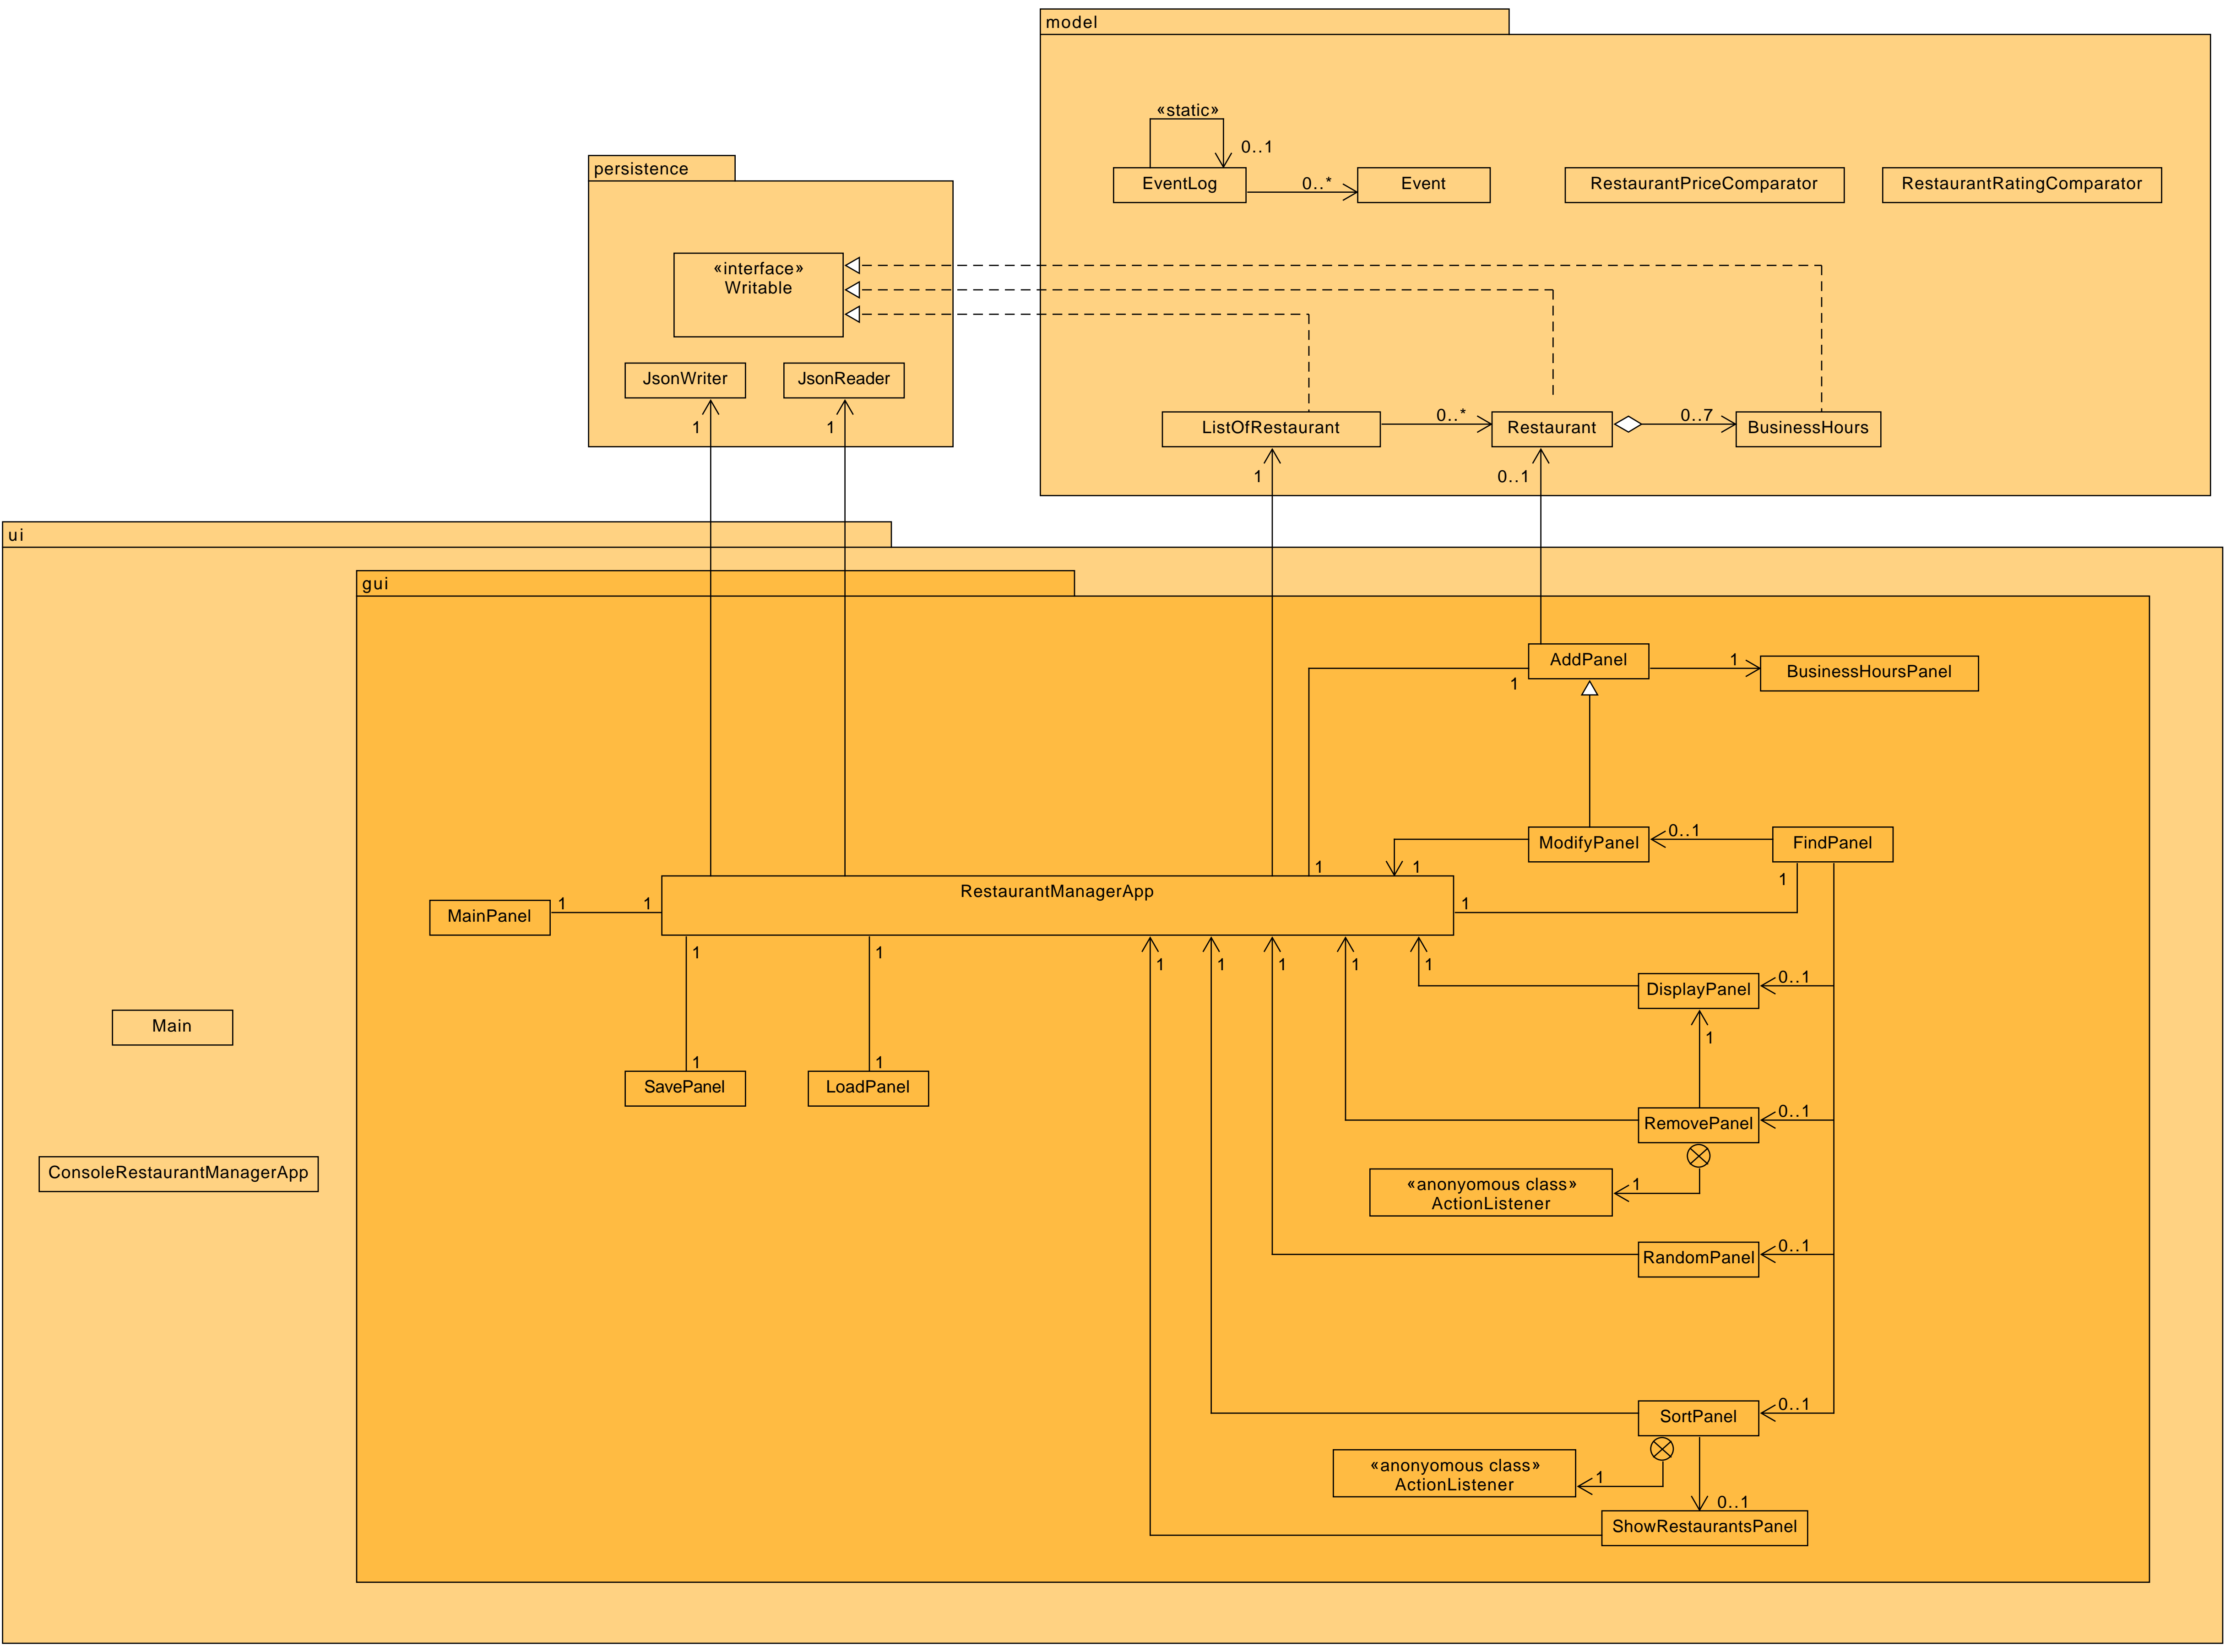 model
«static»
0..1
EventLog
0..*
Event
RestaurantPriceComparator
RestaurantRatingComparator
persistence
«interface»
Writable
JsonWriter
JsonReader
1
1
ListOfRestaurant
0..*
Restaurant
0..7
BusinessHours
1
0..1
ui
gui
AddPanel
1
BusinessHoursPanel
1
ModifyPanel
0..1
FindPanel
1
1
1
RestaurantManagerApp
MainPanel
1
1
1
1
1
1
1
1
1
1
DisplayPanel
0..1
1
Main
1
1
SavePanel
LoadPanel
RemovePanel
0..1
ConsoleRestaurantManagerApp
«anonyomous class»
ActionListener
1
RandomPanel
0..1
SortPanel
0..1
«anonyomous class»
ActionListener
1
0..1
ShowRestaurantsPanel